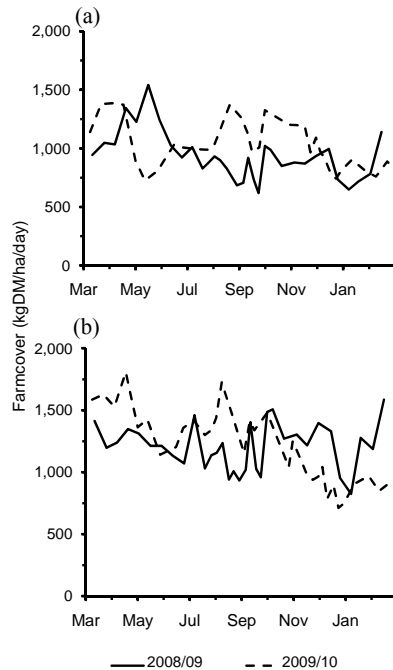 (a)
2,000
1,500
1,000
500
0
Mar May Jul Sep Nov Jan
Farmcover (kgDM/ha/day)
(b)
2,000
1,500
1,000
500
0
Mar May Jul Sep Nov Jan
2008/09 2009/10